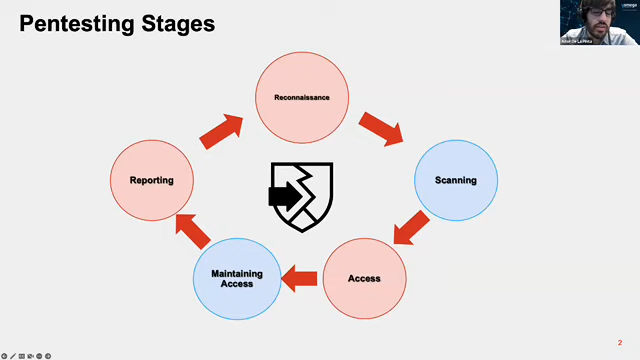 Pentesting Stages
Reconnaissance
Scanning
Access
Maintaining
Access
Reporting
2